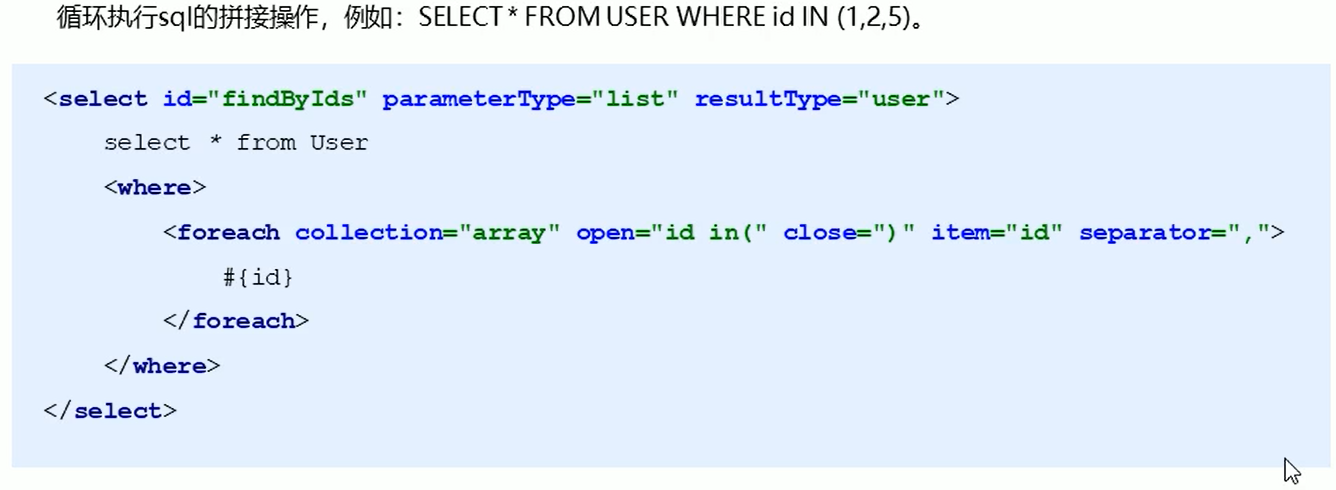 循环执行sql的拼接操作，例如：SELECT * FROM USER WHERE id IN (1,2,5)。
<select id="findByIds" parameterType="list" resultType="user">
select * from User
<where>
<foreach collection="array" open="id in(" close=")" item="id" separator=",">
#{id}
</foreach>
</where>
</select>